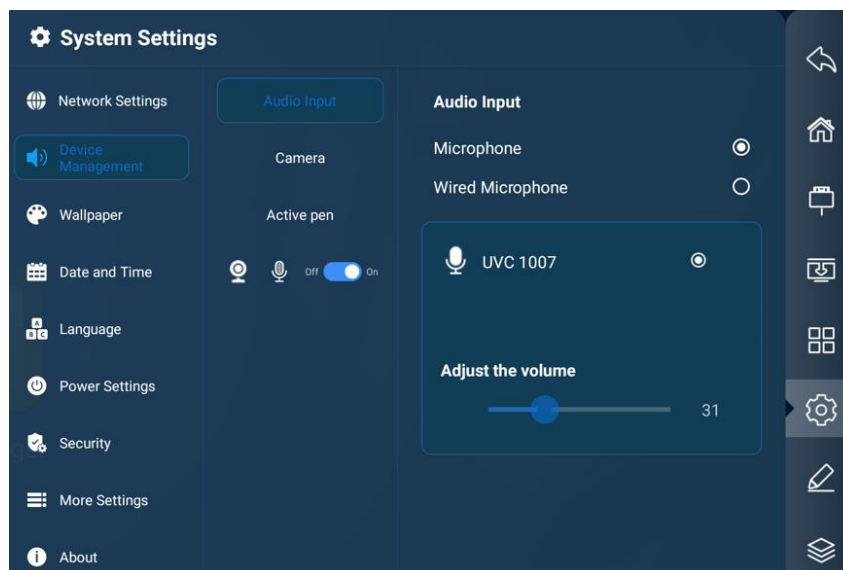 System Settings
Network Settings
Device
Management
Wallpaper
Date and Time
A
B C
Language
Power Settings
Security
More Settings
About
Audio Input
Camera
Active pen
Off On
Audio Input
Microphone
Wired Microphone
UVC 1007
Adjust the volume
31